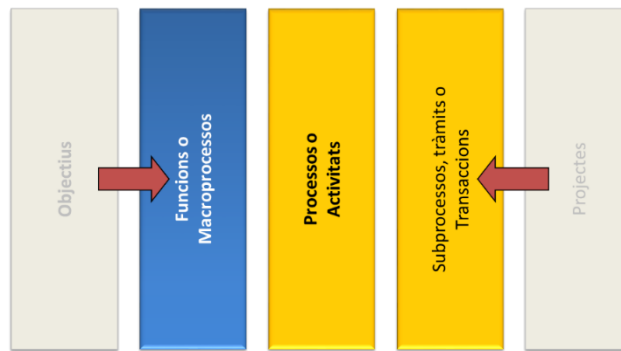 Objectius
Funcions o
Macroprocessos
Processos o
Activitats
Subprocessos, tràmits o
Transaccions
Projectes